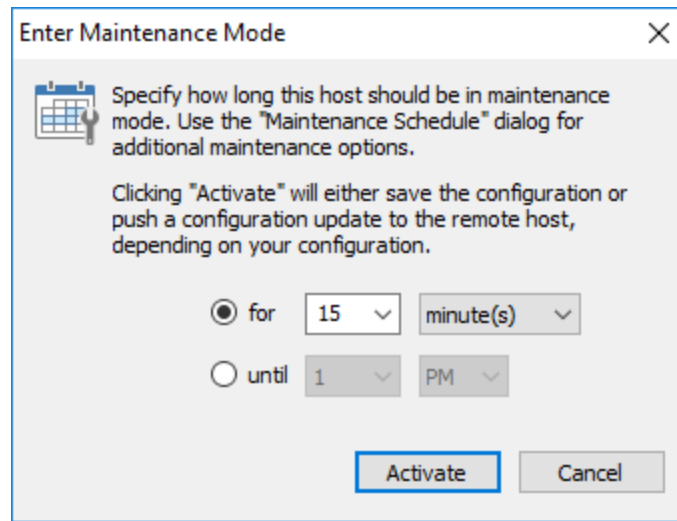 Enter Maintenance Mode
Specify how long this host should be in maintenance
mode. Use the "Maintenance Schedule" dialog for
additional maintenance options.
Clicking "Activate" will either save the configuration or
push a configuration update to the remote host,
depending on your configuration.
for 15 minute(s)
until 1 PM
Activate Cancel